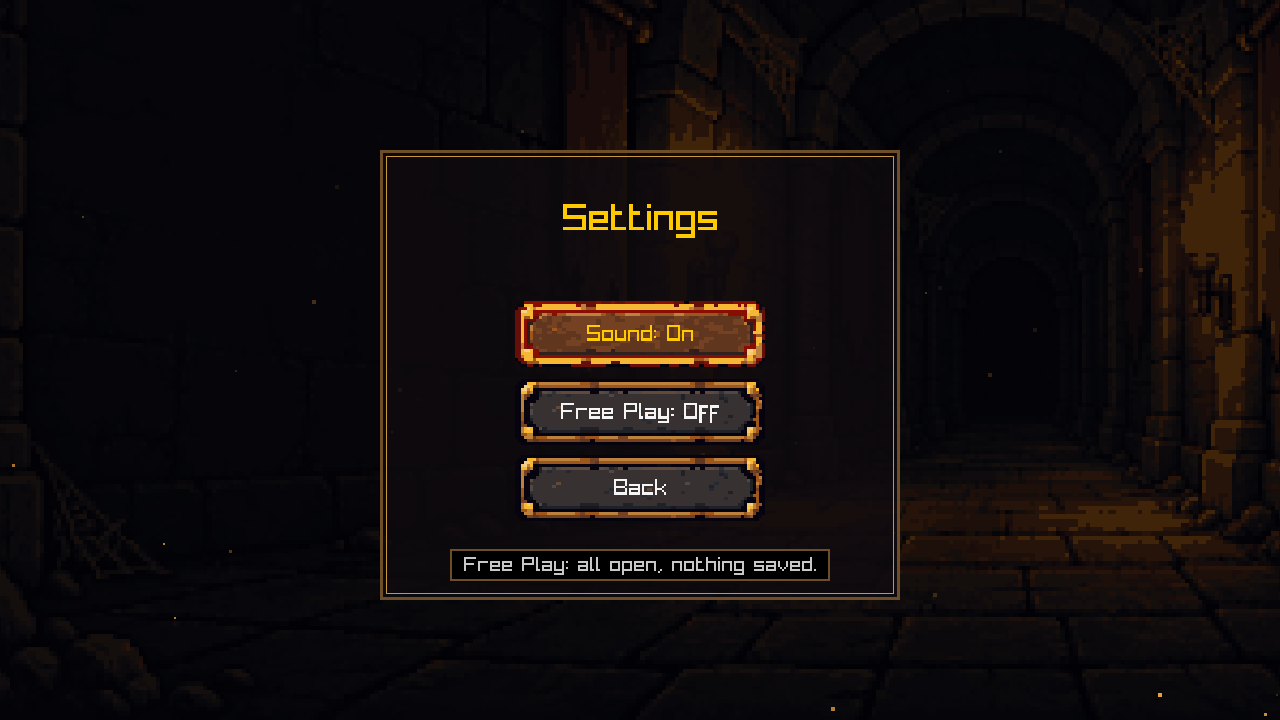 Settings
Sound: On
Free Play: Off
Back
Free Play: all open, nothing saved.